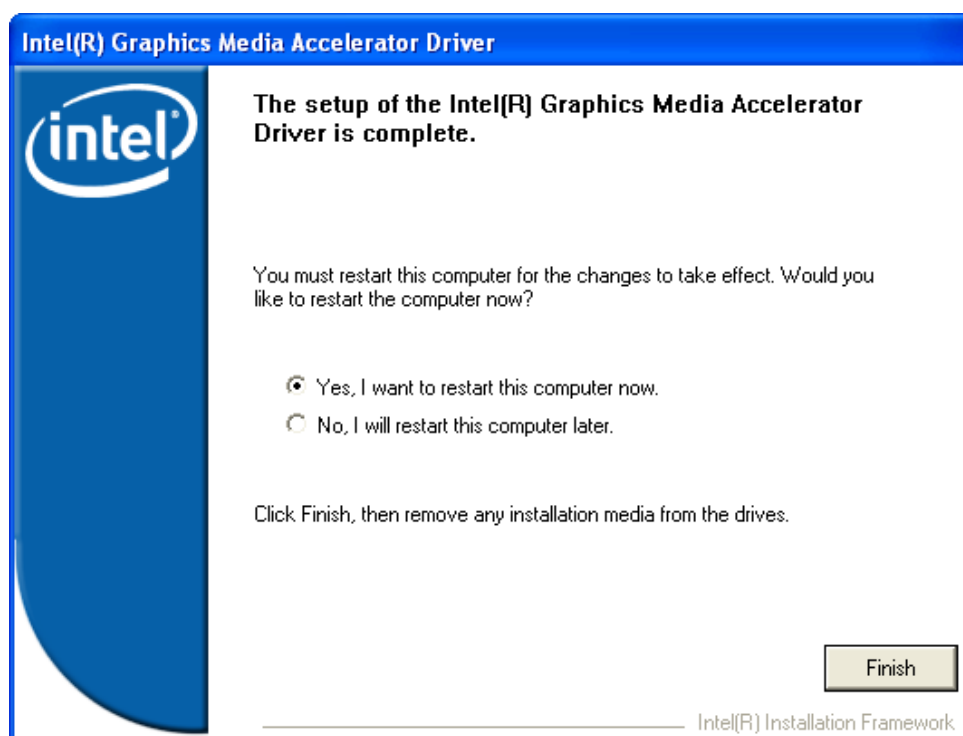 Intel(R) Graphics Media Accelerator Driver
intel
The setup of the Intel(R) Graphics Media Accelerator
Driver is complete.
You must restart this computer for the changes to take effect. Would you
like to restart the computer now?
Yes, I want to restart this computer now.
No, I will restart this computer later.
Click Finish, then remove any installation media from the drives.
Finish
Intel(R) Installation Framework